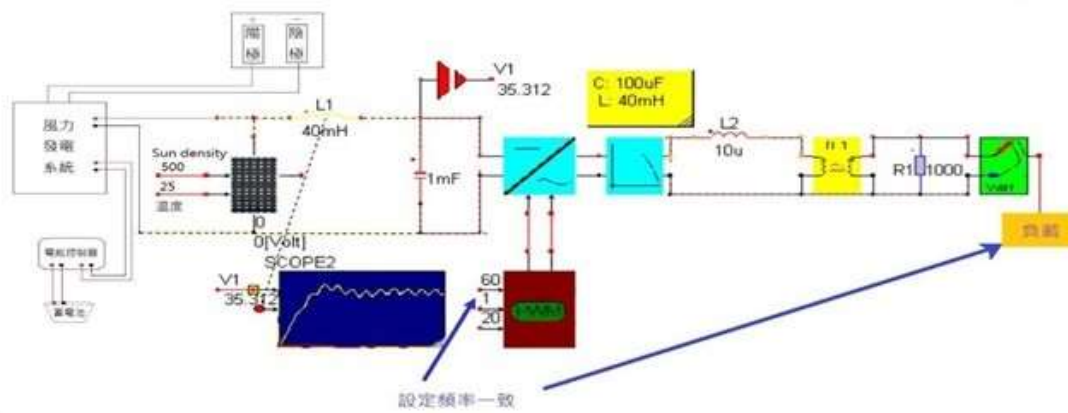 +
陽極
−
陰極
風力
發電
系統
電能控制器
蓄電池
Sun density
500
25
溫度
L1
40mH
V1
35.312
1mF
0
0[Volt]
SCOPE2
V1
35.312
C: 100uF
L: 40mH
L2
10u
R1
1000
60
1
20
PWM
負載
設定頻率一致